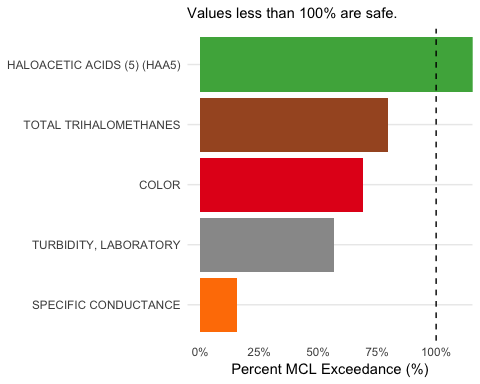 Values less than 100% are safe.
HALOACETIC ACIDS (5) (HAA5)
TOTAL TRIHALOMETHANES
COLOR
TURBIDITY, LABORATORY
SPECIFIC CONDUCTANCE
0% 25% 50% 75% 100%
Percent MCL Exceedance (%)